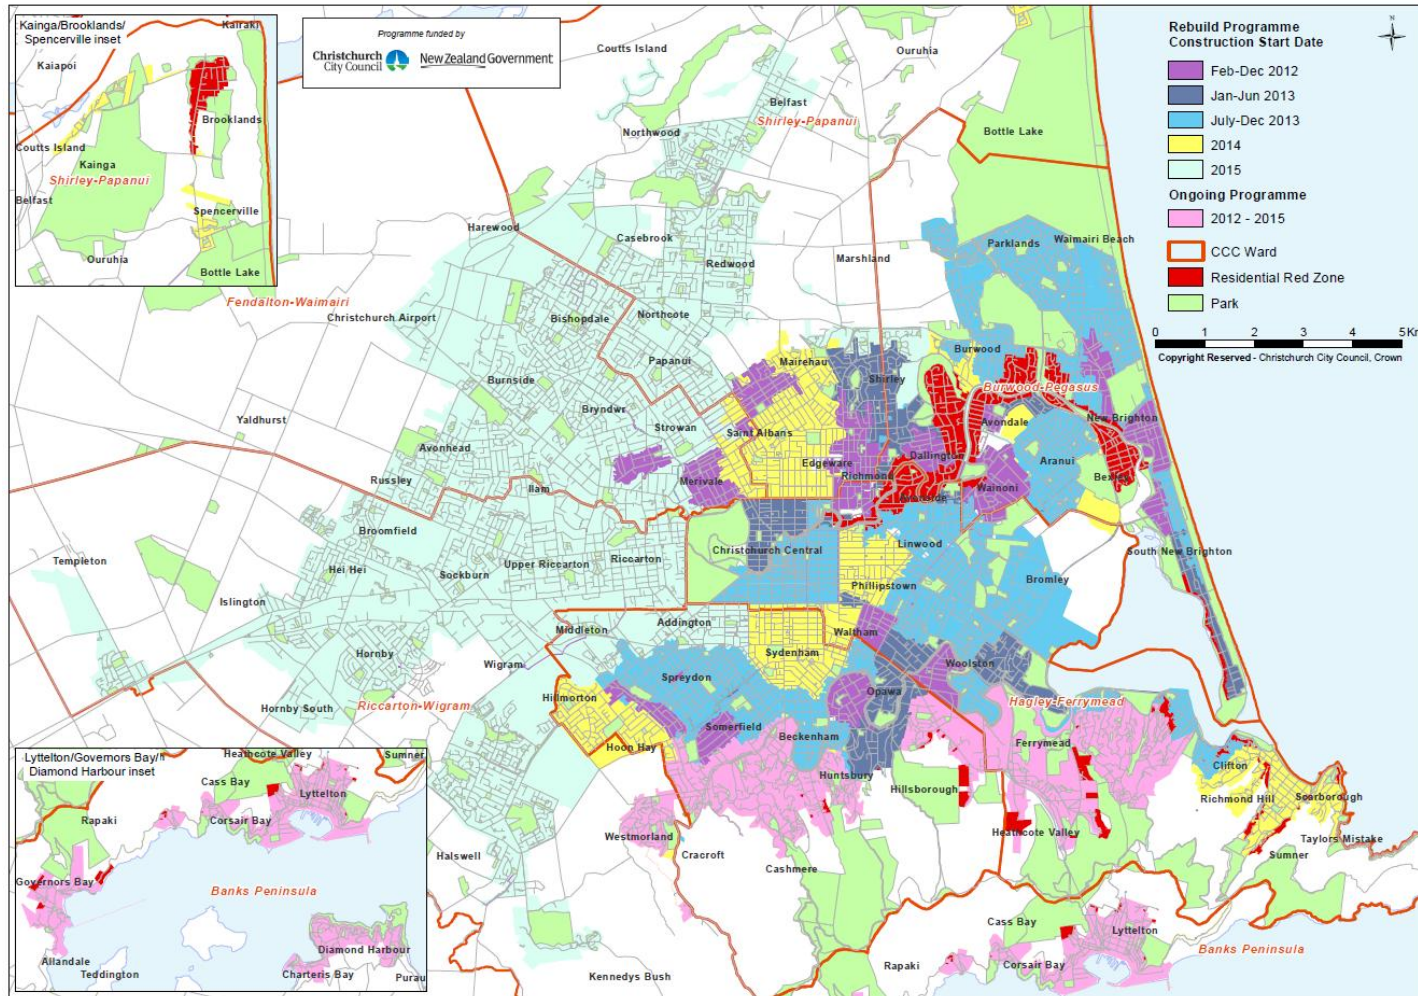 Kainga/Brooklands/
Spencerville inset
Kairaki
Kaiapoi
Brooklands
Coutts Island
Kainga
Shirley-Papanui
Belfast
Spencerville
Ouruhia
Bottle Lake
Programme funded by
Christchurch
City Council
New Zealand Government
Rebuild Programme
Construction Start Date
Feb-Dec 2012
Jan-Jun 2013
July-Dec 2013
2014
2015
Ongoing Programme
2012 - 2015
CCC Ward
Residential Red Zone
Park
N
0 1 2 3 4 5Km
Copyright Reserved - Christchurch City Council, Crown
Coutts Island
Ouruhia
Belfast
Shirley-Papanui
Northwood
Bottle Lake
Harewood
Casebrook
Redwood
Marshland
Parklands
Waimairi Beach
Fendalton-Waimairi
Christchurch Airport
Bishopdale
Northcote
Papanui
Mairehau
Burwood
Shirley
Burnside
Burwood-Pegasus
Yaldhurst
Bryndwr
Strowan
Saint Albans
Avondale
New Brighton
Avonhead
Edgeware
Dallington
Aranui
Russley
Merivale
Richmond
Wainoni
Bexley
Ilam
Avonside
Broomfield
Christchurch Central
Linwood
South New Brighton
Templeton
Hei Hei
Sockburn
Upper Riccarton
Riccarton
Phillipstown
Bromley
Islington
Middleton
Addington
Waltham
Hornby
Wigram
Sydenham
Woolston
Spreydon
Hillmorton
Opawa
Hornby South
Riccarton-Wigram
Somerfield
Beckenham
Hagley-Ferrymead
Hoon Hay
Ferrymead
Huntsbury
Clifton
Hillsborough
Richmond Hill
Scarborough
Westmorland
Heathcote Valley
Taylors Mistake
Halswell
Cracroft
Cashmere
Sumner
Cass Bay
Lyttelton
Banks Peninsula
Rapaki
Corsair Bay
Kennedys Bush
Lyttelton/Governors Bay/
Diamond Harbour inset
Heathcote Valley
Sumner
Cass Bay
Lyttelton
Rapaki
Corsair Bay
Governors Bay
Banks Peninsula
Diamond Harbour
Allandale
Teddington
Charteris Bay
Purau